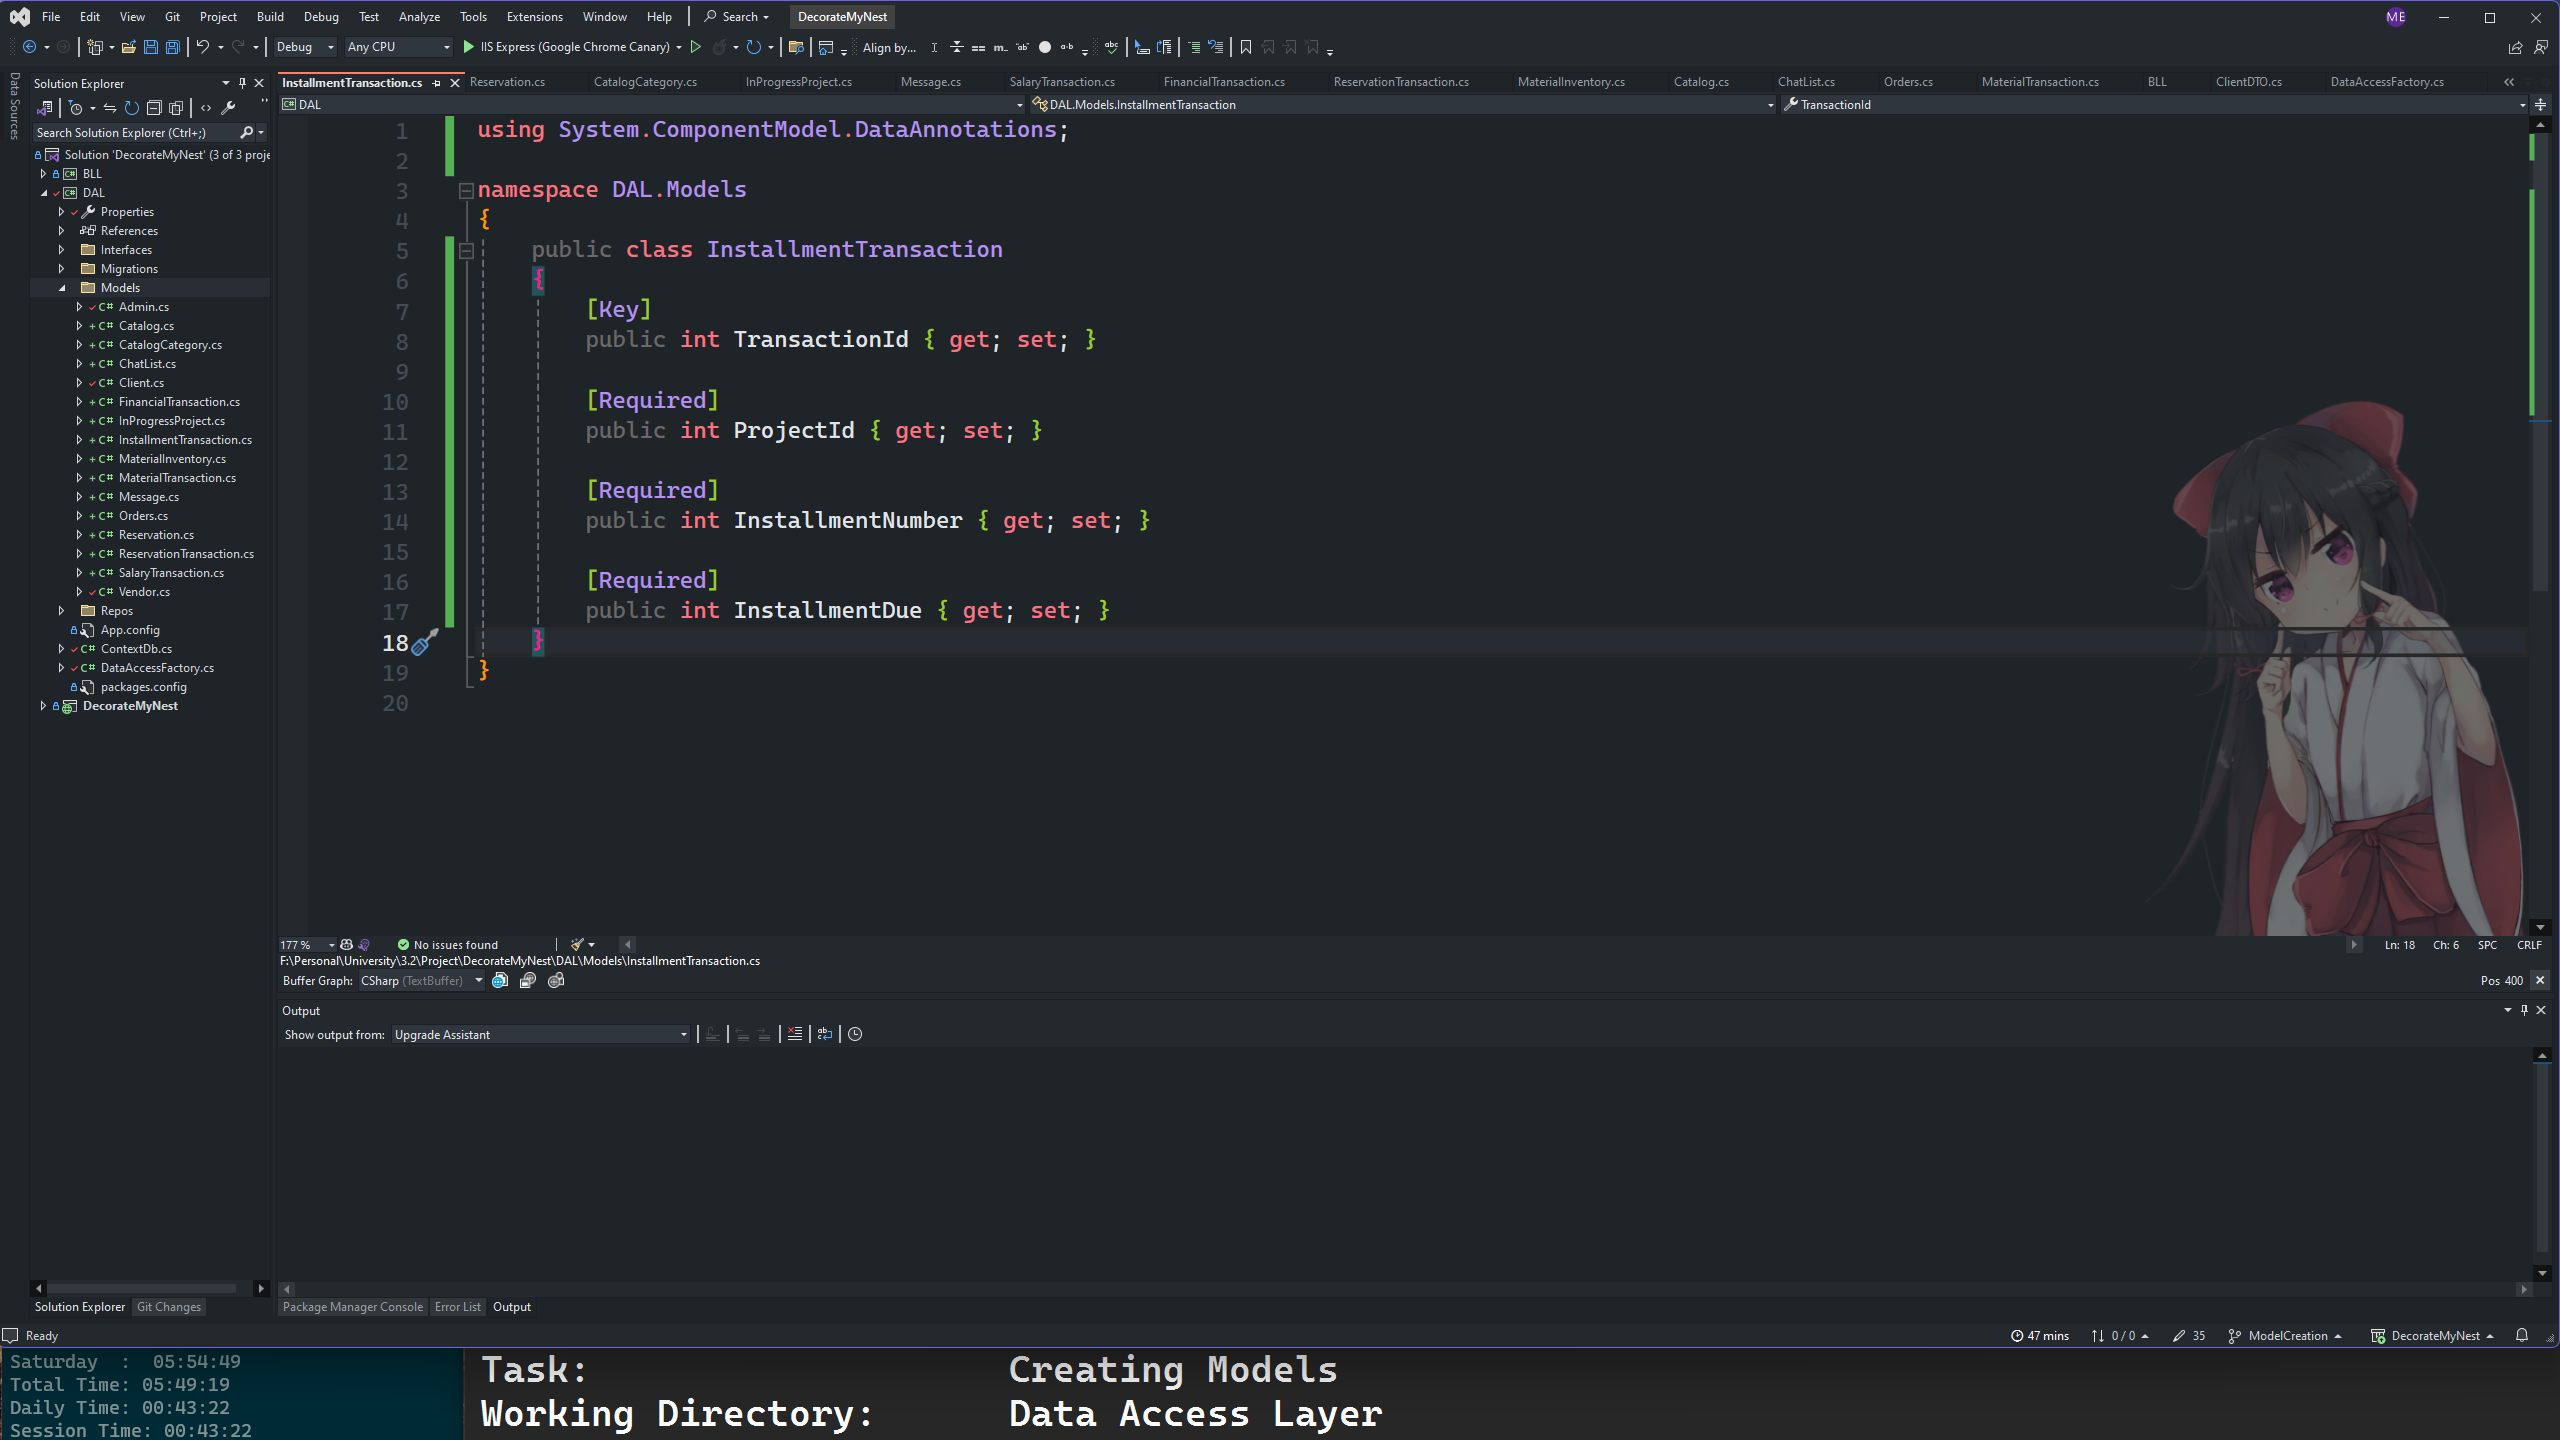 File Edit View Git Project Build Debug Test Analyze Tools Extensions Window Help Search DecorateMyNest ME
Debug Any CPU IIS Express (Google Chrome Canary) Align by...
Data Sources
Solution Explorer
Search Solution Explorer (Ctrl+;)
Solution 'DecorateMyNest' (3 of 3 proje
BLL
DAL
Properties
References
Interfaces
Migrations
Models
C# Admin.cs
C# Catalog.cs
C# CatalogCategory.cs
C# ChatList.cs
C# Client.cs
C# FinancialTransaction.cs
C# InProgressProject.cs
C# InstallmentTransaction.cs
C# MaterialInventory.cs
C# MaterialTransaction.cs
C# Message.cs
C# Orders.cs
C# Reservation.cs
C# ReservationTransaction.cs
C# SalaryTransaction.cs
C# Vendor.cs
Repos
App.config
C# ContextDb.cs
C# DataAccessFactory.cs
packages.config
DecorateMyNest
Solution Explorer Git Changes
InstallmentTransaction.cs Reservation.cs CatalogCategory.cs InProgressProject.cs Message.cs SalaryTransaction.cs FinancialTransaction.cs ReservationTransaction.cs MaterialInventory.cs Catalog.cs ChatList.cs Orders.cs MaterialTransaction.cs BLL ClientDTO.cs DataAccessFactory.cs
DAL DAL.Models.InstallmentTransaction TransactionId
1 using System.ComponentModel.DataAnnotations;
2
3 namespace DAL.Models
4 {
5 public class InstallmentTransaction
6 {
7 [Key]
8 public int TransactionId { get; set; }
9
10 [Required]
11 public int ProjectId { get; set; }
12
13 [Required]
14 public int InstallmentNumber { get; set; }
15
16 [Required]
17 public int InstallmentDue { get; set; }
18 }
19 }
20
177 % No issues found Ln: 18 Ch: 6 SPC CRLF
F:\Personal\University\3.2\Project\DecorateMyNest\DAL\Models\InstallmentTransaction.cs
Buffer Graph: CSharp (TextBuffer) Pos 400
Output
Show output from: Upgrade Assistant
Package Manager Console Error List Output
Ready 47 mins 0 / 0 35 ModelCreation DecorateMyNest
Saturday : 05:54:49
Total Time: 05:49:19
Daily Time: 00:43:22
Session Time: 00:43:22
Task: Creating Models
Working Directory: Data Access Layer